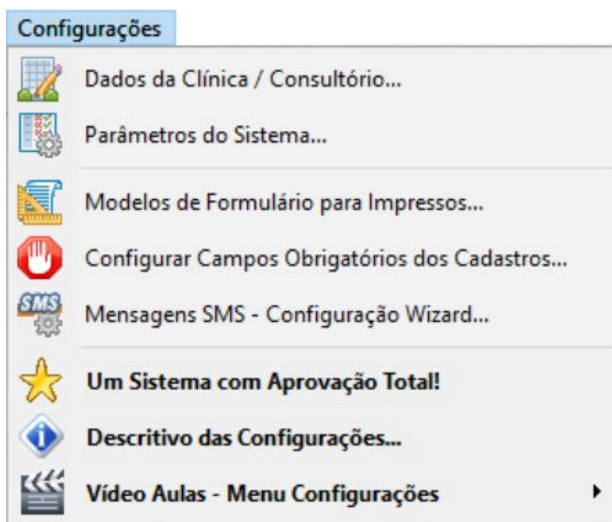 Configurações
Dados da Clínica / Consultório...
Parâmetros do Sistema...
Modelos de Formulário para Impressos...
Configurar Campos Obrigatórios dos Cadastros...
SMS
Mensagens SMS - Configuração Wizard...
Um Sistema com Aprovação Total!
Descritivo das Configurações...
Vídeo Aulas - Menu Configurações